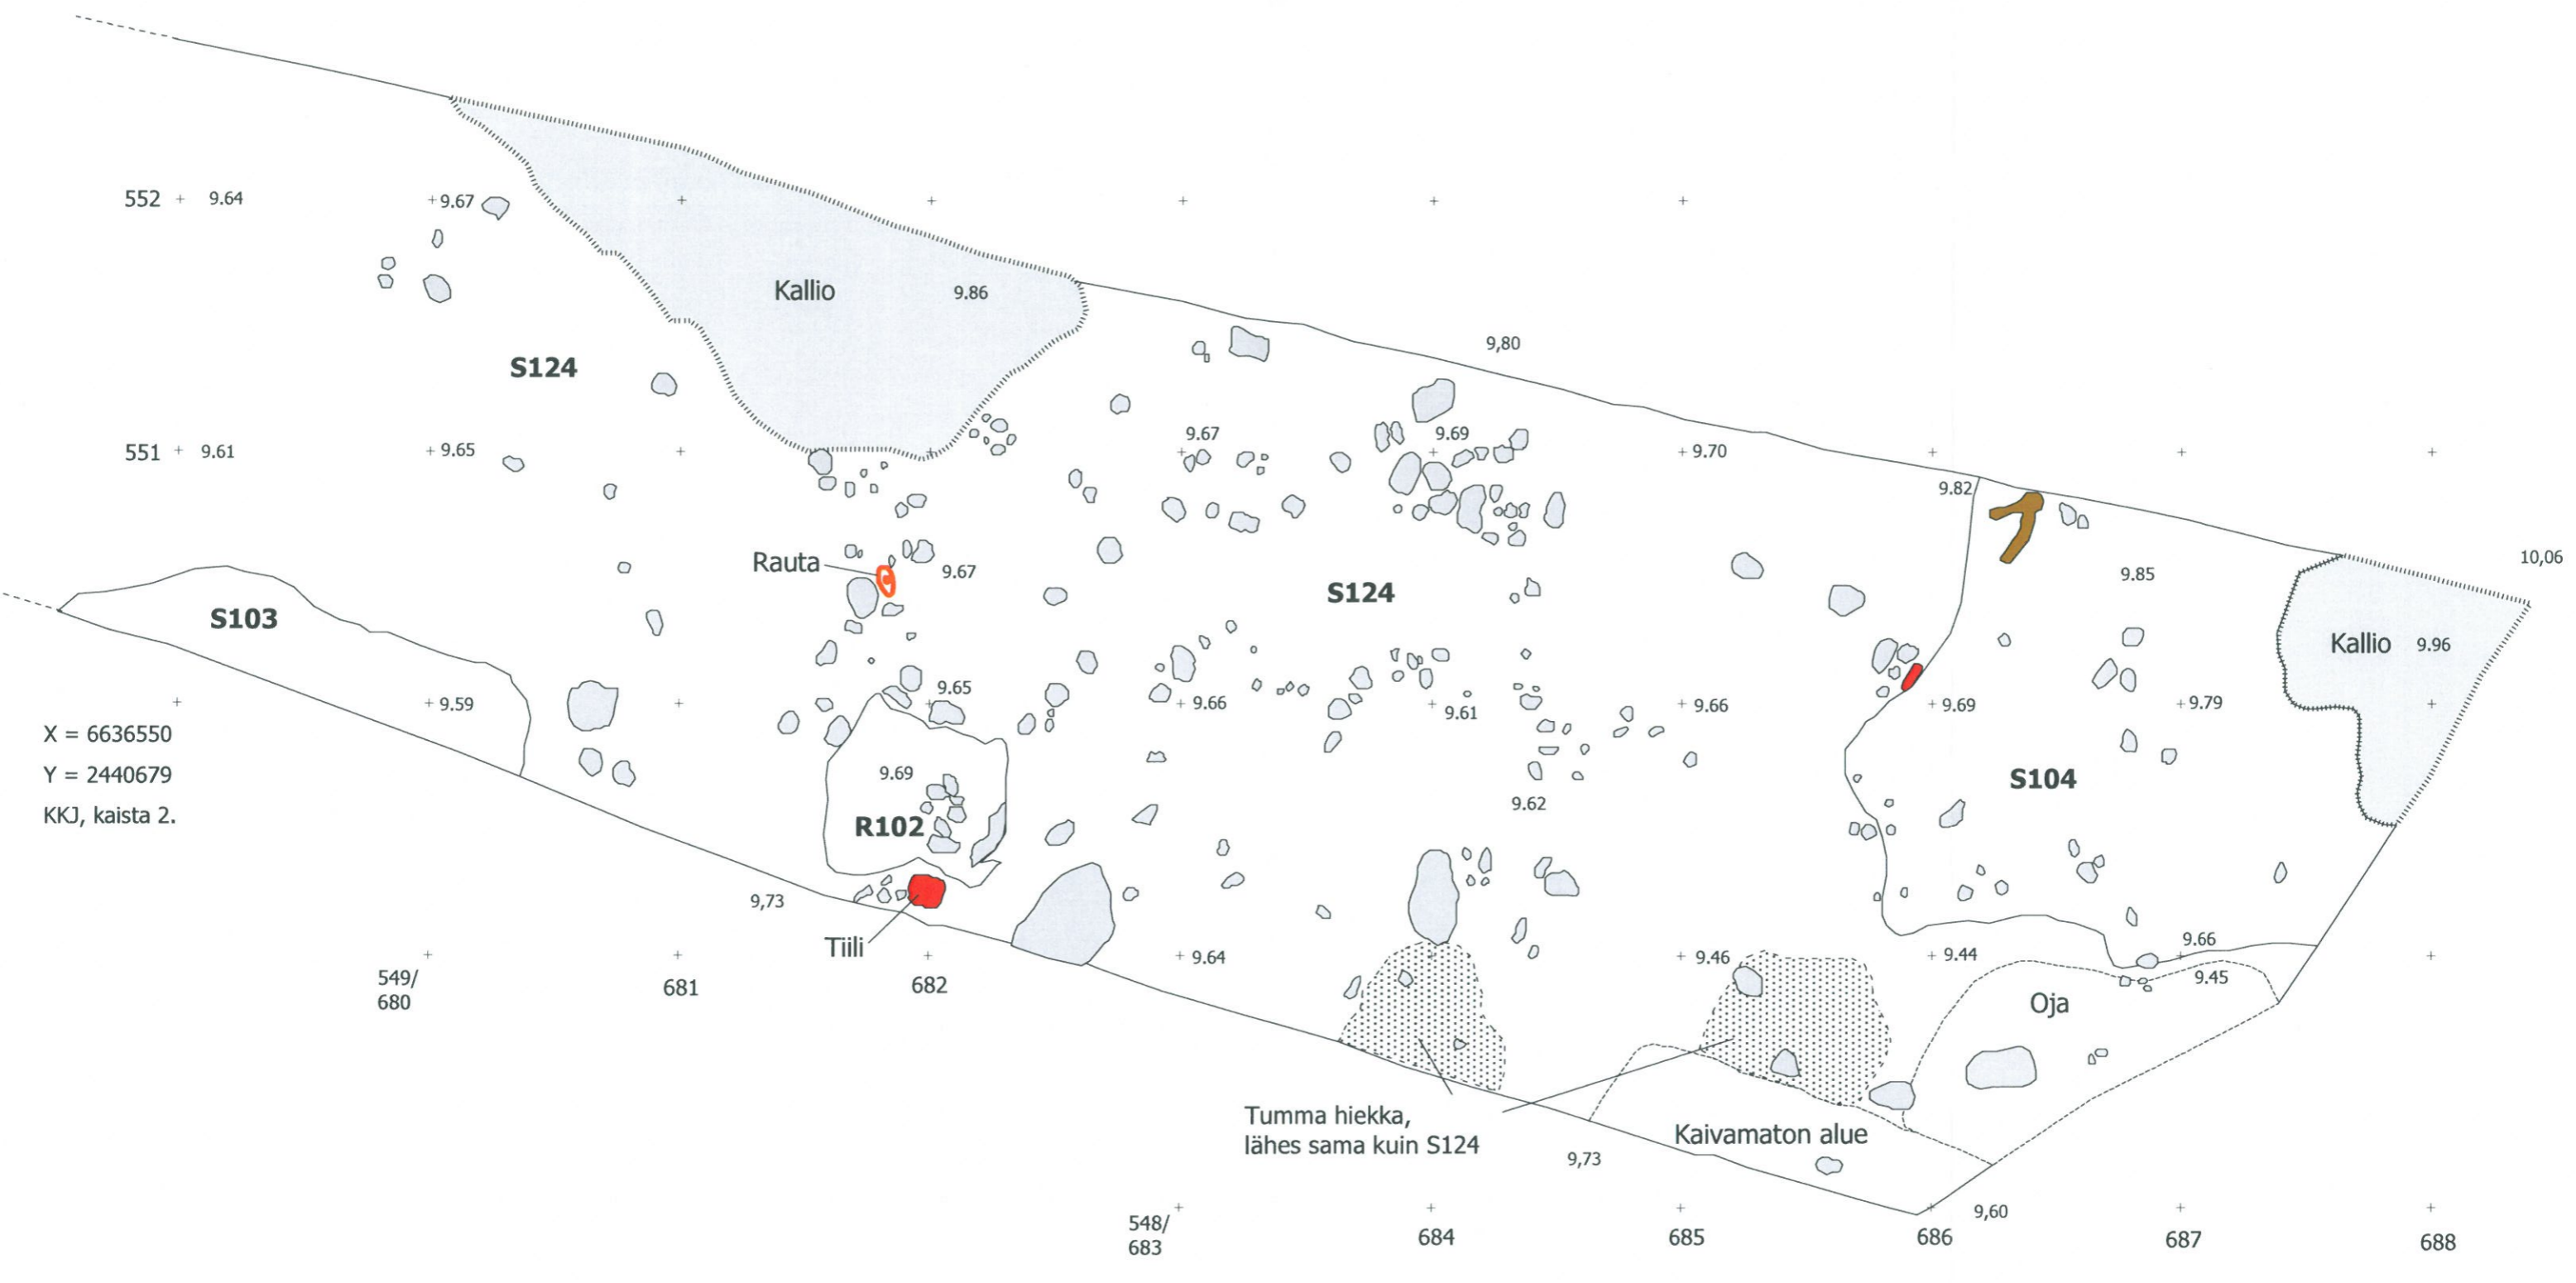 552 9.64 9.67
Kallio 9.86
9,80
S124
9.67 9.69
551 9.61 9.65 9.70
9.82
10,06
Rauta 9.67 9.85
S124
S103
Kallio 9.96
9.65
9.59 9.66 9.61 9.66 9.69 9.79
X = 6636550
Y = 2440679
KKJ, kaista 2.
9.69
S104
9.62
R102
9,73
Tiili
9.66
9.64 9.46 9.44
9.45
549/
680
681 682
Oja
Tumma hiekka,
lähes sama kuin S124
Kaivamaton alue
9,73
9,60
548/
683
684 685 686 687 688